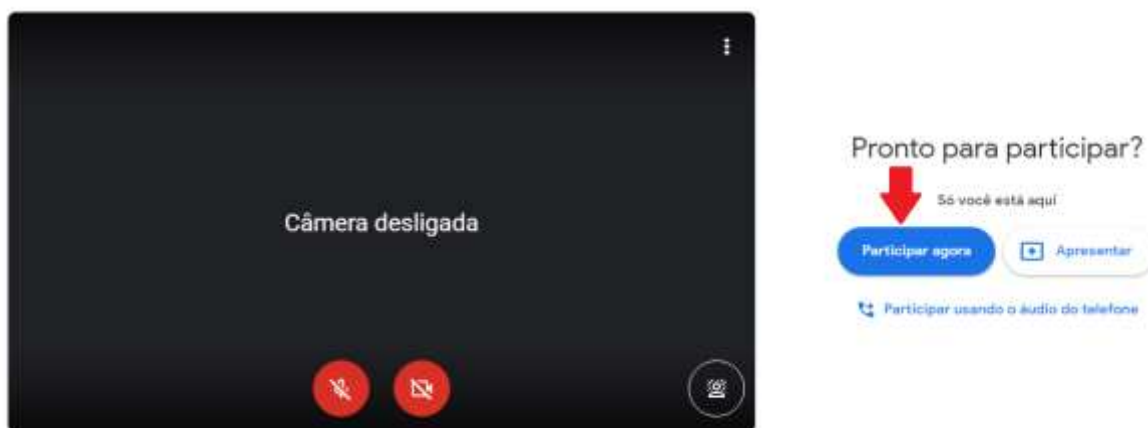 Câmera desligada
Pronto para participar?
Só você está aqui
Participar agora
Apresentar
Participar usando o áudio do telefone